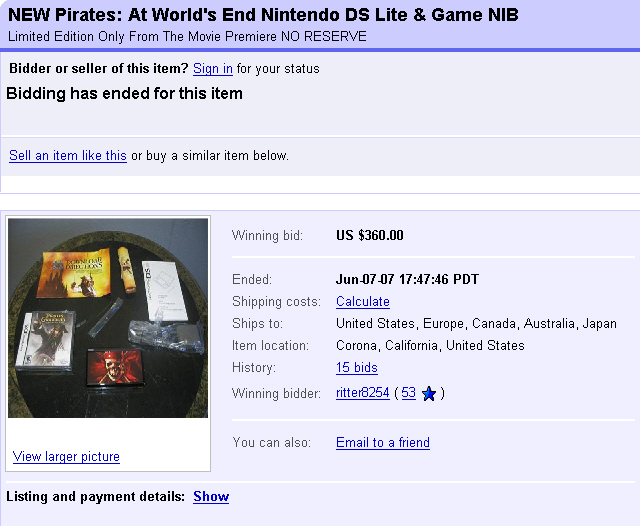 NEW Pirates: At World's End Nintendo DS Lite & Game NIB
Limited Edition Only From The Movie Premiere NO RESERVE
Bidder or seller of this item? Sign in for your status
Bidding has ended for this item
Sell an item like this or buy a similar item below.
DOWNLOAD
DIRECTIONS
Winning bid: US $360.00
Ended: Jun-07-07 17:47:46 PDT
Shipping costs: Calculate
Ships to: United States, Europe, Canada, Australia, Japan
Item location: Corona, California, United States
History: 15 bids
Winning bidder: ritter8254 ( 53 )
You can also: Email to a friend
View larger picture
Listing and payment details: Show